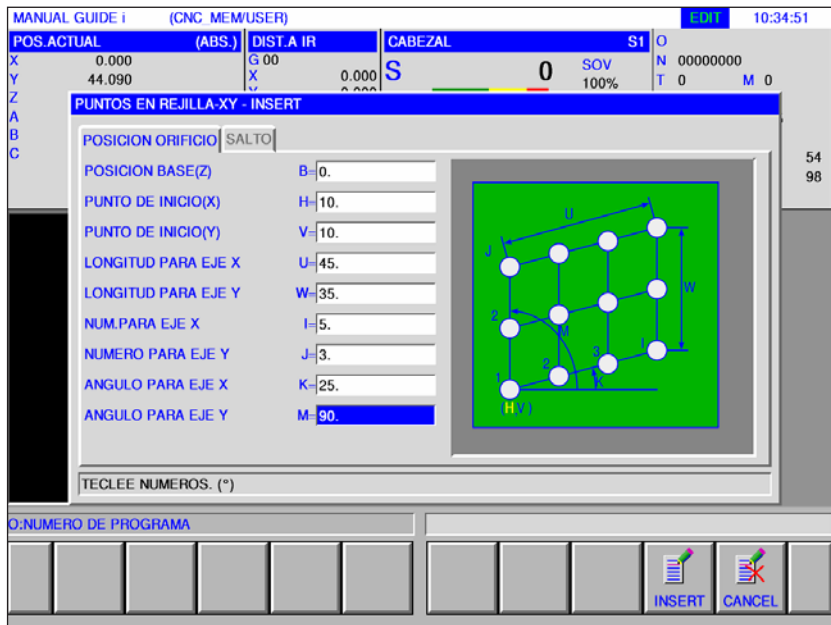 MANUAL GUIDE i (CNC_MEM/USER) EDIT 10:34:51
POS.ACTUAL (ABS.) DIST.A IR CABEZAL S1 O
X 0.000 G 00 S 0 SOV N 00000000
Y 44.090 X 0.000 100% T 0 M 0
Z
A
B
C
54
98
PUNTOS EN REJILLA-XY - INSERT
POSICION ORIFICIO SALTO
POSICION BASE(Z) B=0.
PUNTO DE INICIO(X) H=10.
PUNTO DE INICIO(Y) V=10.
LONGITUD PARA EJE X U=45.
LONGITUD PARA EJE Y W=35.
NUM.PARA EJE X I=5.
NUMERO PARA EJE Y J=3.
ANGULO PARA EJE X K=25.
ANGULO PARA EJE Y M=90.
U
J
W
2
M
I
3
2
K
1
(H V)
TECLEE NUMEROS. (°)
O:NUMERO DE PROGRAMA
INSERT CANCEL